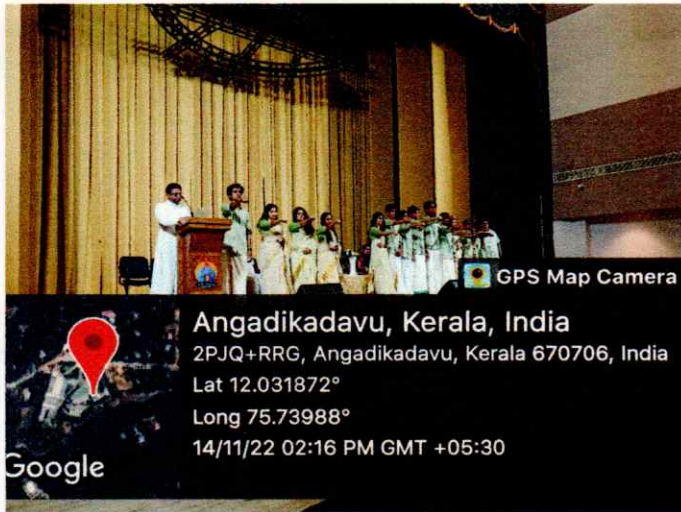 GPS Map Camera
Angadikadavu, Kerala, India
2PJQ+RRG, Angadikadavu, Kerala 670706, India
Lat 12.031872°
Long 75.73988°
14/11/22 02:16 PM GMT +05:30
Google